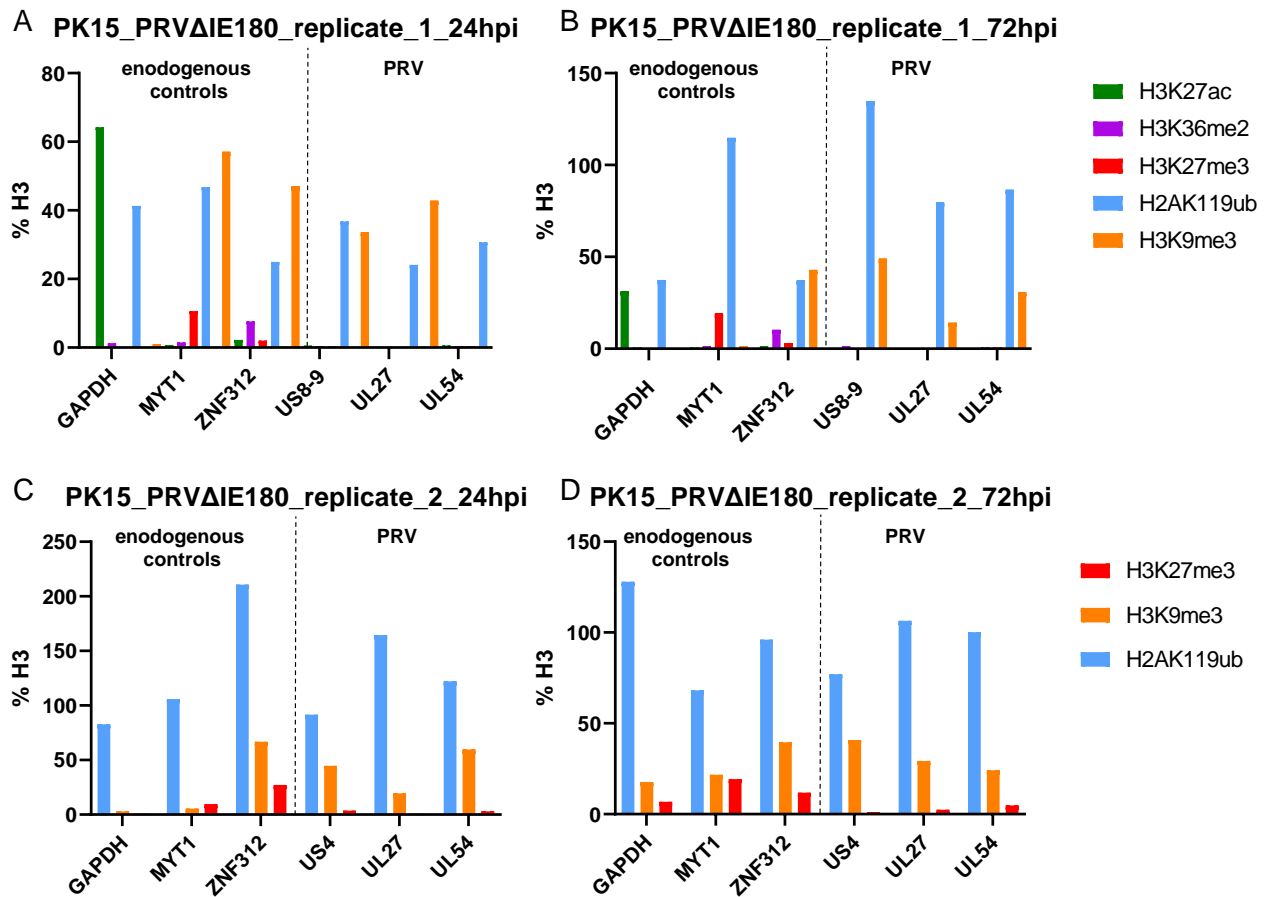 A PK15_PRVΔIE180_replicate_1_24hpi
enodogenous
controls
PRV
% H3
80
60
40
20
0
GAPDH
MYT1
ZNF312
US8-9
UL27
UL54
B PK15_PRVΔIE180_replicate_1_72hpi
enodogenous
controls
PRV
% H3
150
100
50
0
GAPDH
MYT1
ZNF312
US8-9
UL27
UL54
H3K27ac
H3K36me2
H3K27me3
H2AK119ub
H3K9me3
C PK15_PRVΔIE180_replicate_2_24hpi
enodogenous
controls
PRV
% H3
250
200
150
100
50
0
GAPDH
MYT1
ZNF312
US4
UL27
UL54
D PK15_PRVΔIE180_replicate_2_72hpi
enodogenous
controls
PRV
% H3
150
100
50
0
GAPDH
MYT1
ZNF312
US4
UL27
UL54
H3K27me3
H3K9me3
H2AK119ub